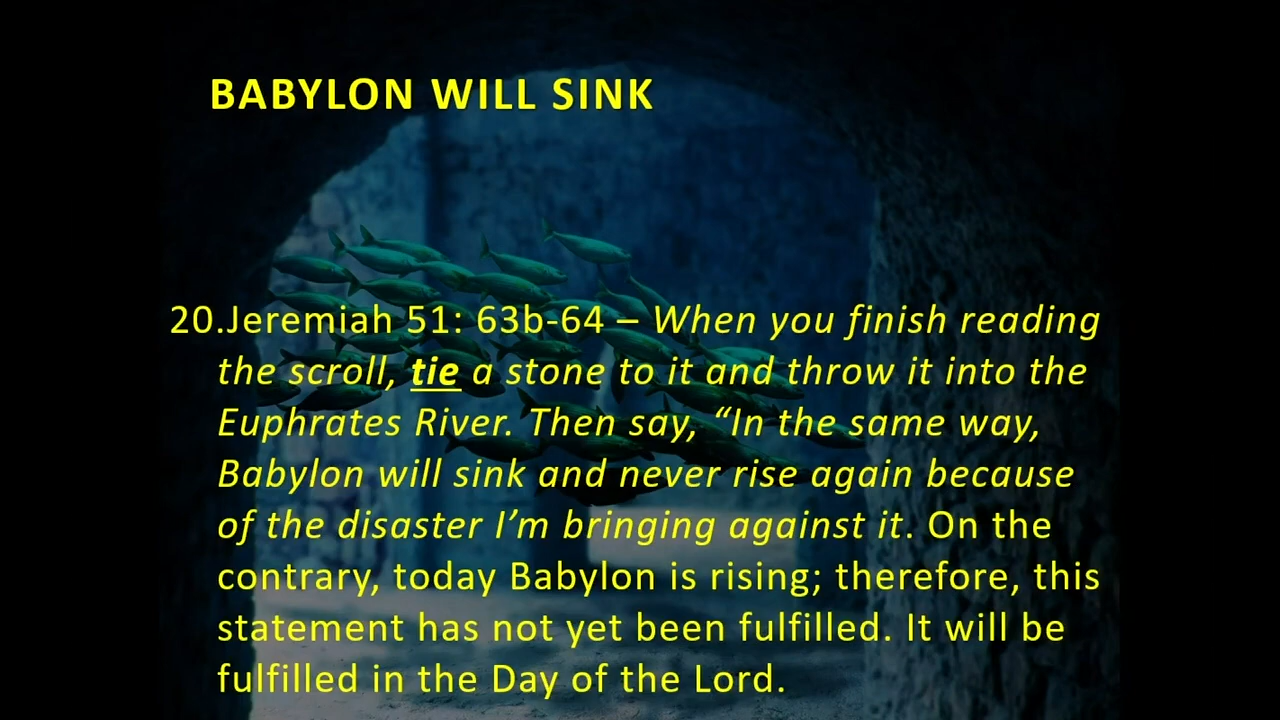 BABYLON WILL SINK
20.Jeremiah 51: 63b-64 – When you finish reading
the scroll, tie a stone to it and throw it into the
Euphrates River. Then say, “In the same way,
Babylon will sink and never rise again because
of the disaster I’m bringing against it. On the
contrary, today Babylon is rising; therefore, this
statement has not yet been fulfilled. It will be
fulfilled in the Day of the Lord.